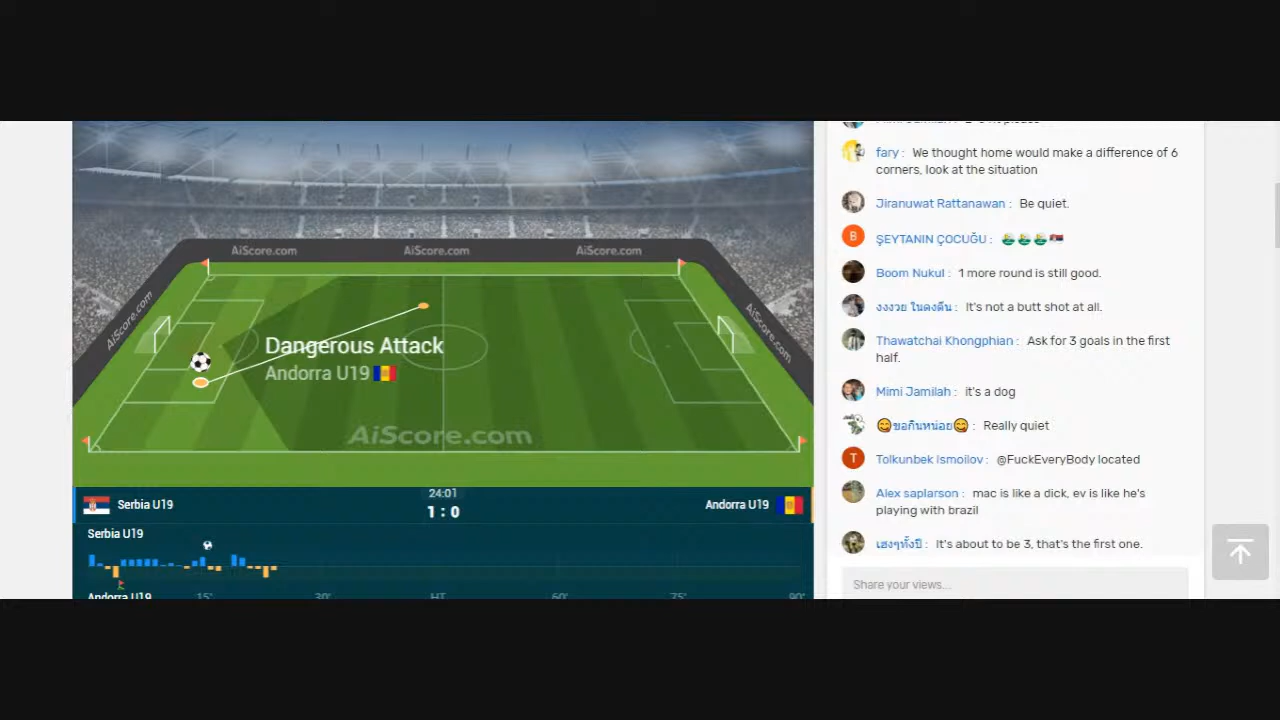 fary : We thought home would make a difference of 6
corners, look at the situation
Jiranuwat Rattanawan : Be quiet.
B
ŞEYTANIN ÇOCUĞU :
Boom Nukul : 1 more round is still good.
งงงวย ในดงตีน : It's not a butt shot at all.
Thawatchai Khongphian : Ask for 3 goals in the first
half.
Mimi Jamilah : it's a dog
😋ขอกินหน่อย😋 : Really quiet
T
Tolkunbek Ismoilov : @FuckEveryBody located
Alex saplarson : mac is like a dick, ev is like he's
playing with brazil
เฮงๆทั้งปี : It's about to be 3, that's the first one.
Share your views...
AiScore.com
AiScore.com
AiScore.com
AiScore.com
AiScore.com
Dangerous Attack
Andorra U19
AiScore.com
Serbia U19
24:01
1 : 0
Andorra U19
Serbia U19
Andorra U19
15'
30'
HT
60'
75'
90'